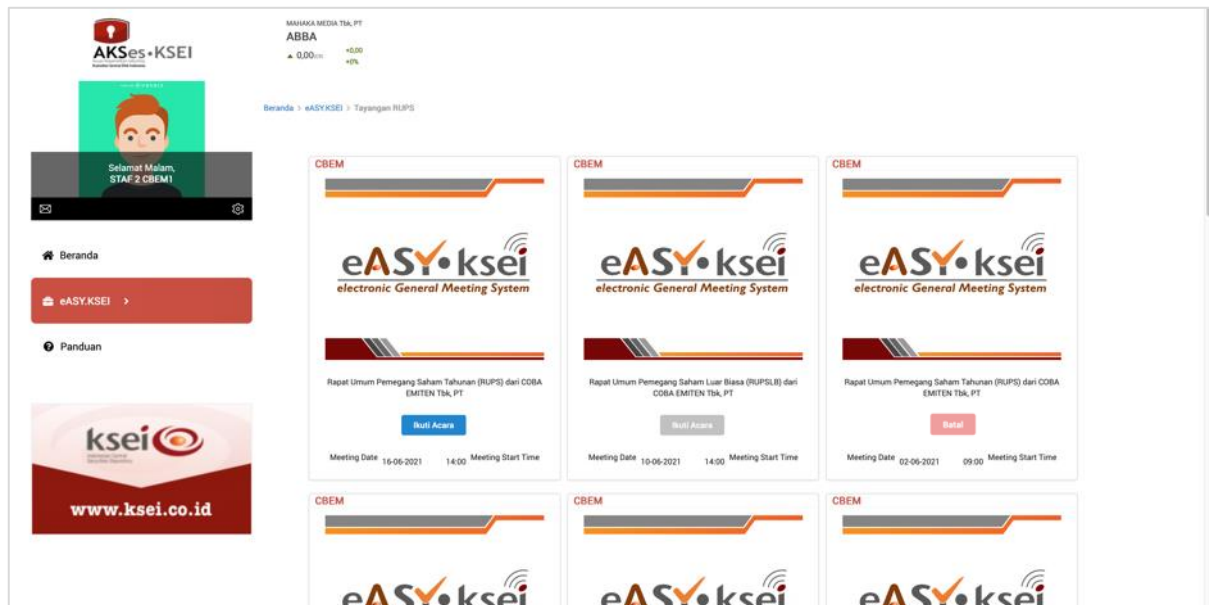 AKSes•KSEI
MAHAKA MEDIA Tbk, PT
ABBA
0,00
+0,00
+0%
Beranda > eASY.KSEI > Tayangan RUPS
Selamat Malam,
STAF 2 CBEM1
Beranda
eASY.KSEI >
Panduan
ksei
www.ksei.co.id
CBEM
eASY•ksei
electronic General Meeting System
Rapat Umum Pemegang Saham Tahunan (RUPS) dari COBA
EMITEN Tbk, PT
Ikuti Acara
Meeting Date 16-06-2021 14:00 Meeting Start Time
CBEM
eASY•ksei
electronic General Meeting System
Rapat Umum Pemegang Saham Luar Biasa (RUPSLB) dari
COBA EMITEN Tbk, PT
Ikuti Acara
Meeting Date 10-06-2021 14:00 Meeting Start Time
CBEM
eASY•ksei
electronic General Meeting System
Rapat Umum Pemegang Saham Tahunan (RUPS) dari COBA
EMITEN Tbk, PT
Batal
Meeting Date 02-06-2021 09:00 Meeting Start Time
CBEM
eASY•ksei
CBEM
eASY•ksei
CBEM
eASY•ksei